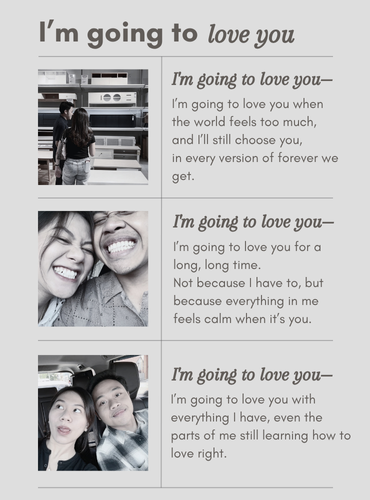 I'm going to love you
I'm going to love you—
I'm going to love you when
the world feels too much,
and I'll still choose you,
in every version of forever we
get.
I'm going to love you—
I'm going to love you for a
long, long time.
Not because I have to, but
because everything in me
feels calm when it's you.
I'm going to love you—
I'm going to love you with
everything I have, even the
parts of me still learning how to
love right.